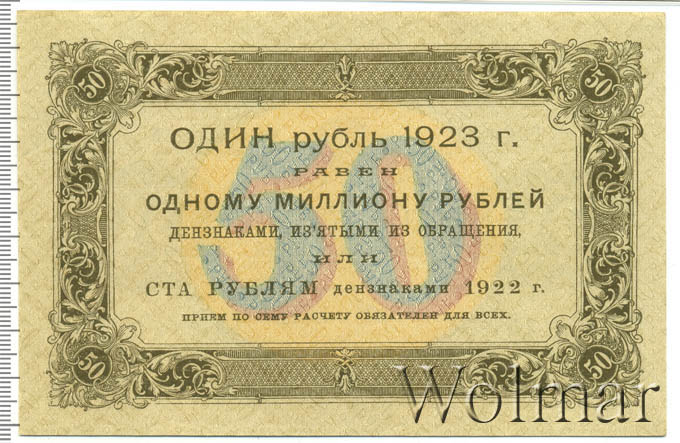 50 50
ОДИН рубль 1923 г.
РАВЕН
ОДНОМУ МИЛЛИОНУ РУБЛЕЙ
ДЕНЗНАКАМИ, ИЗ'ЯТЫМИ ИЗ ОБРАЩЕНИЯ,
ИЛИ
СТА РУБЛЯМ дензнаками 1922 г.
ПРИЕМ ПО СЕМУ РАСЧЕТУ ОБЯЗАТЕЛЕН ДЛЯ ВСЕХ.
50
50 50
Wolmar